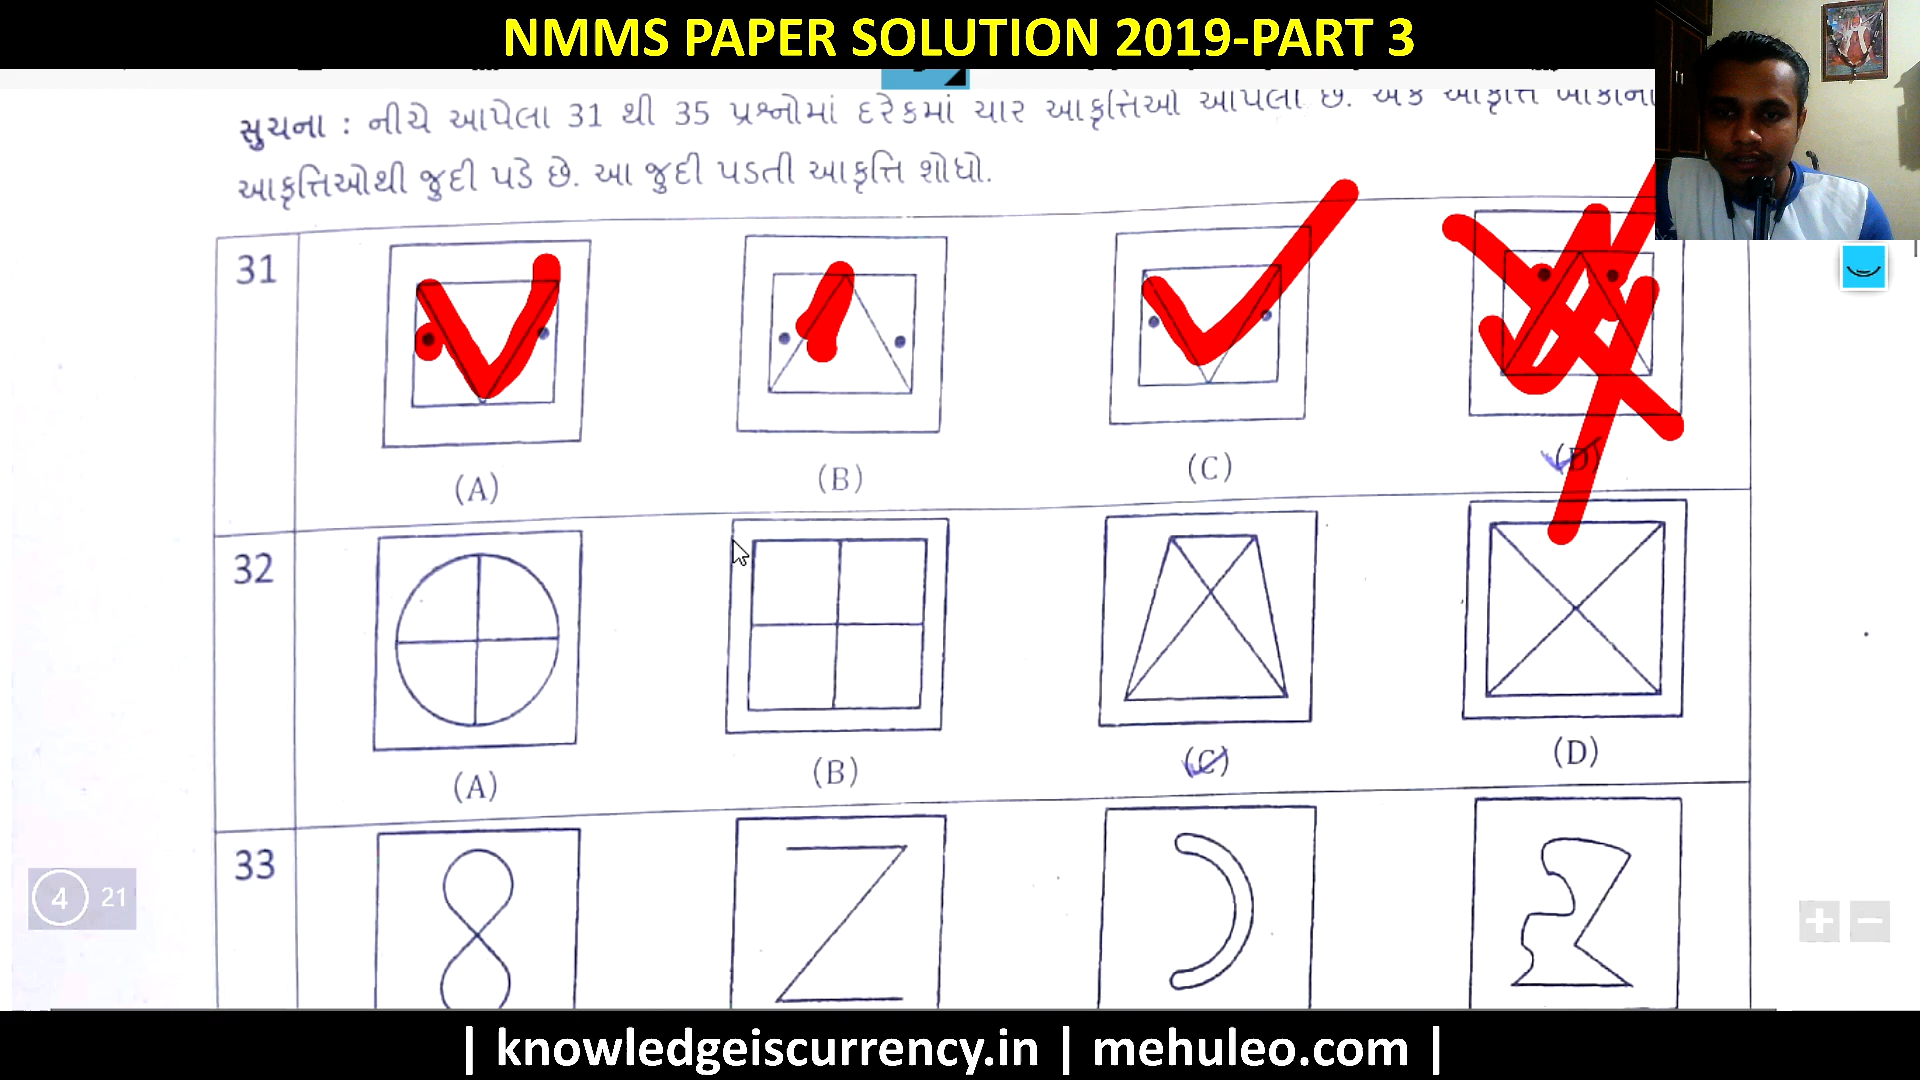 NMMS PAPER SOLUTION 2019-PART 3
સુચના : નીચે આપેલા 31 થી 35 પ્રશ્નોમાં દરેકમાં ચાર આકૃત્તિઓ આપેલી છે. એક આકૃત્તિ બાકીની
આકૃત્તિઓથી જુદી પડે છે. આ જુદી પડતી આકૃત્તિ શોધો.
31
(A) (B) (C) (D)
32
(A) (B) (C) (D)
33
4 21
| knowledgeiscurrency.in | mehuleo.com |